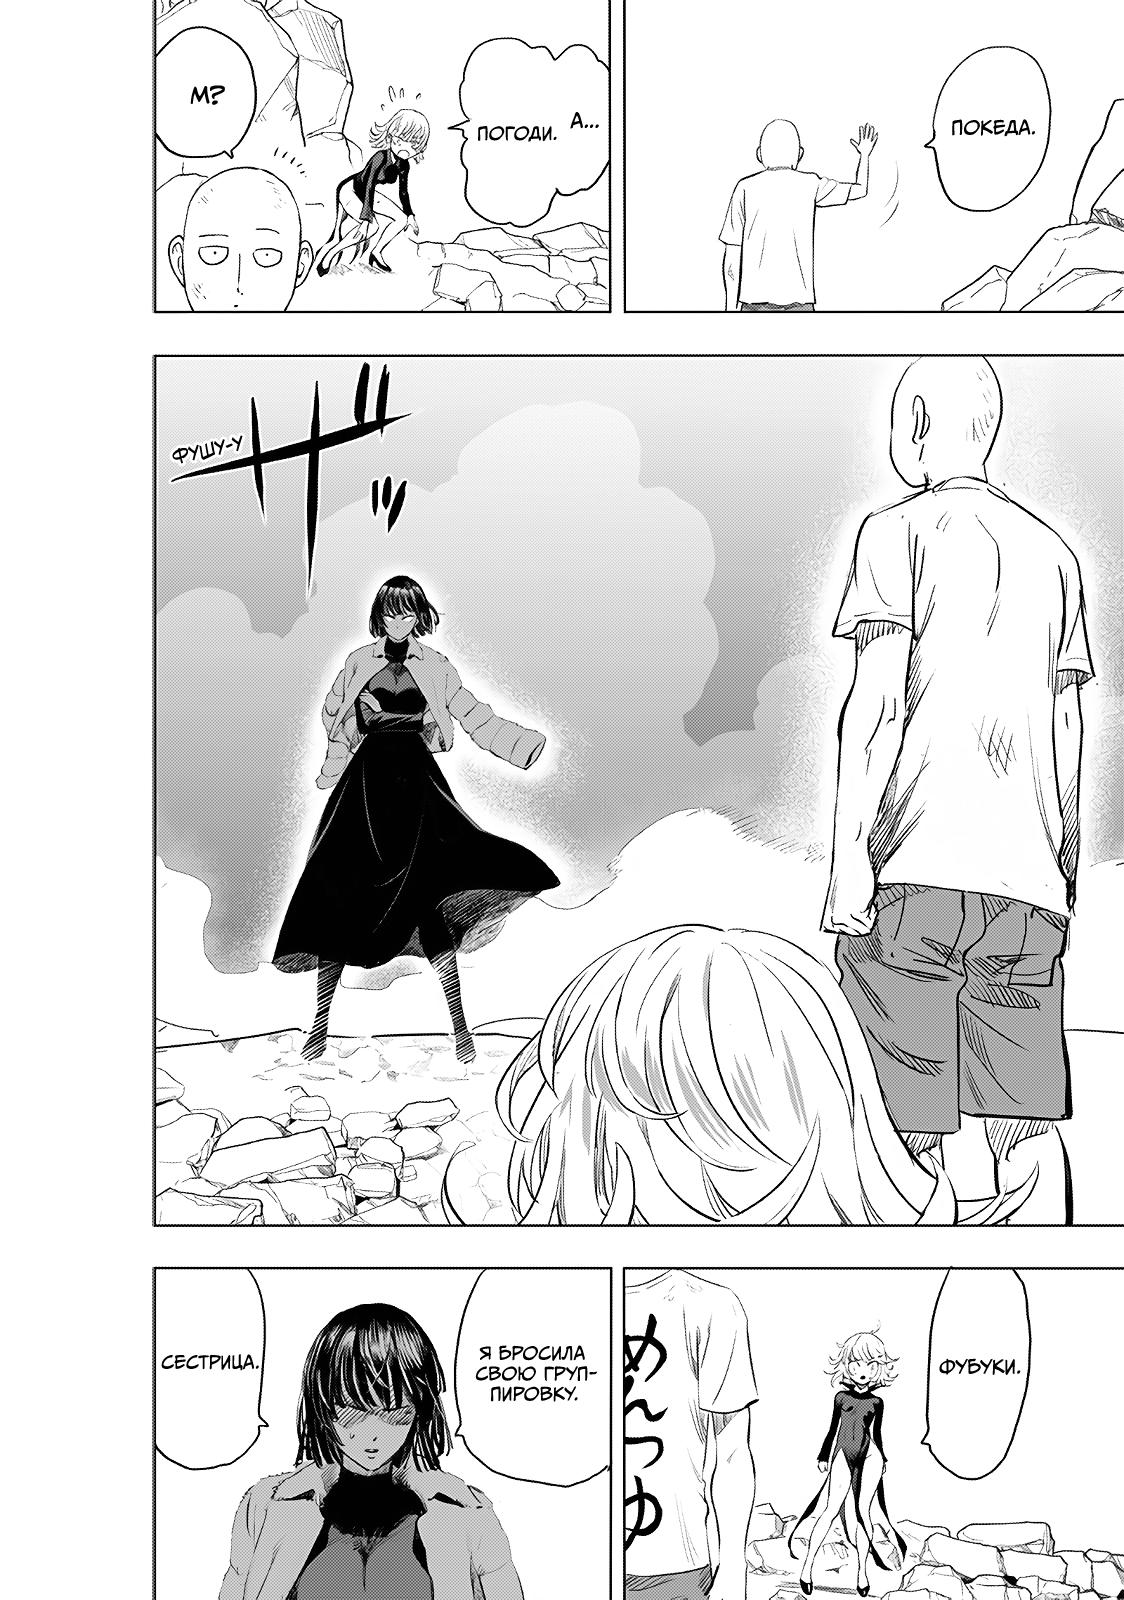 ПОКЕДА.
А...
ПОГОДИ.
М?
ザッ
ФУШУ-У
ФУБУКИ.
めんつゆ
Я БРОСИЛА
СВОЮ ГРУП-
ПИРОВКУ.
СЕСТРИЦА.